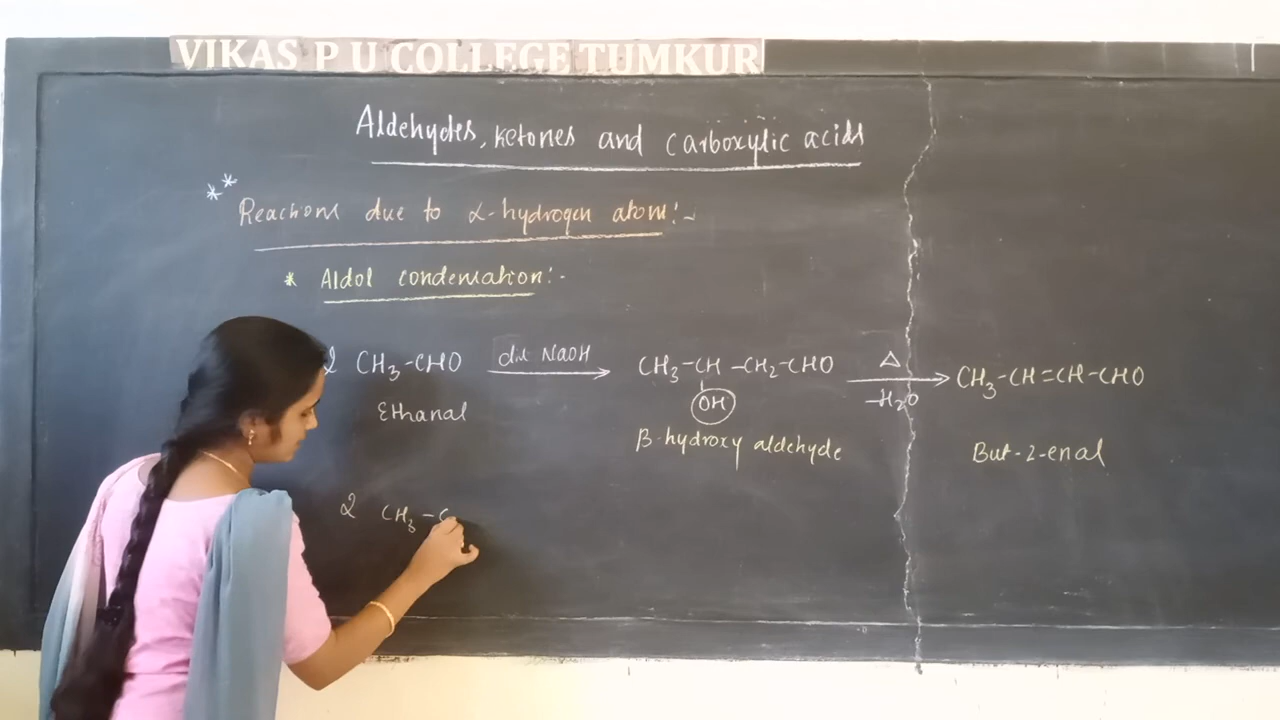 VIKAS P U COLLEGE TUMKUR
Aldehydes, ketones and carboxylic acids
** Reactions due to α-hydrogen atom:-
* Aldol condensation:-
2 CH₃-CHO dil NaOH CH₃-CH-CH₂-CHO △ CH₃-CH=CH-CHO
OH -H₂O
Ethanal β-hydroxy aldehyde But-2-enal
2 CH₃-C